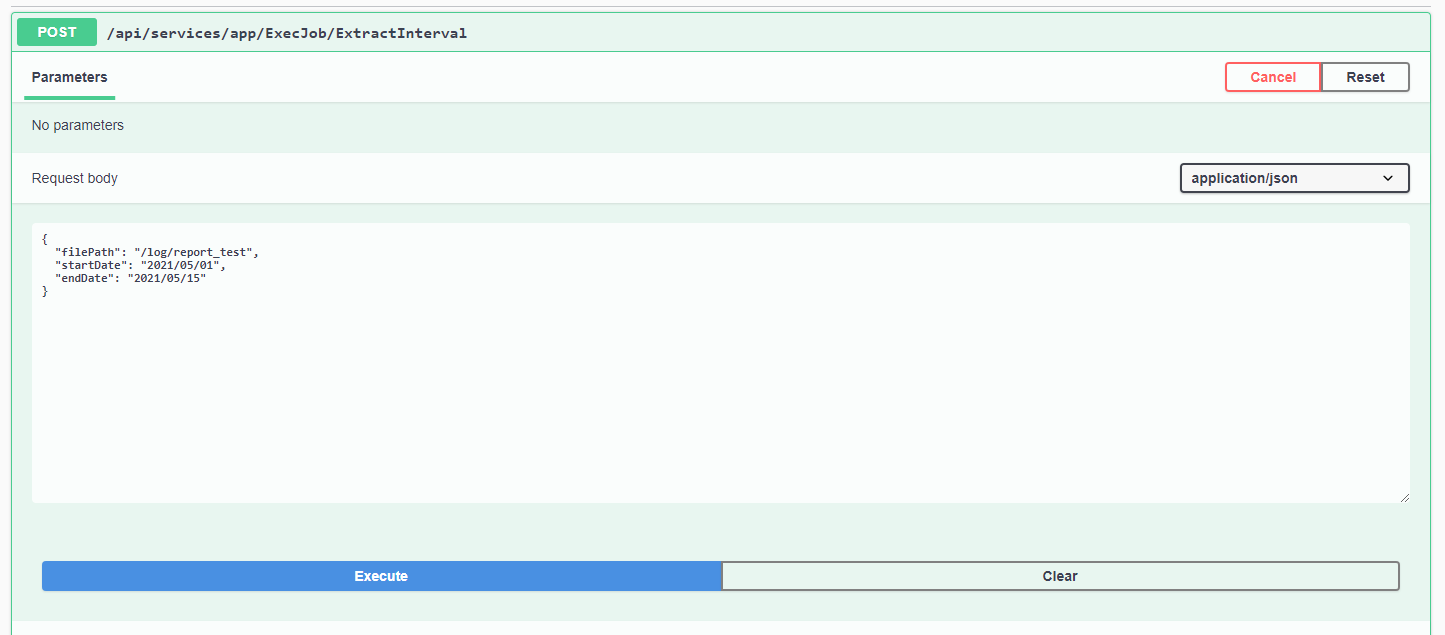 POST /api/services/app/ExecJob/ExtractInterval
Parameters
Cancel
Reset
No parameters
Request body
application/json
{
  "filePath": "/log/report_test",
  "startDate": "2021/05/01",
  "endDate": "2021/05/15"
}
Execute
Clear